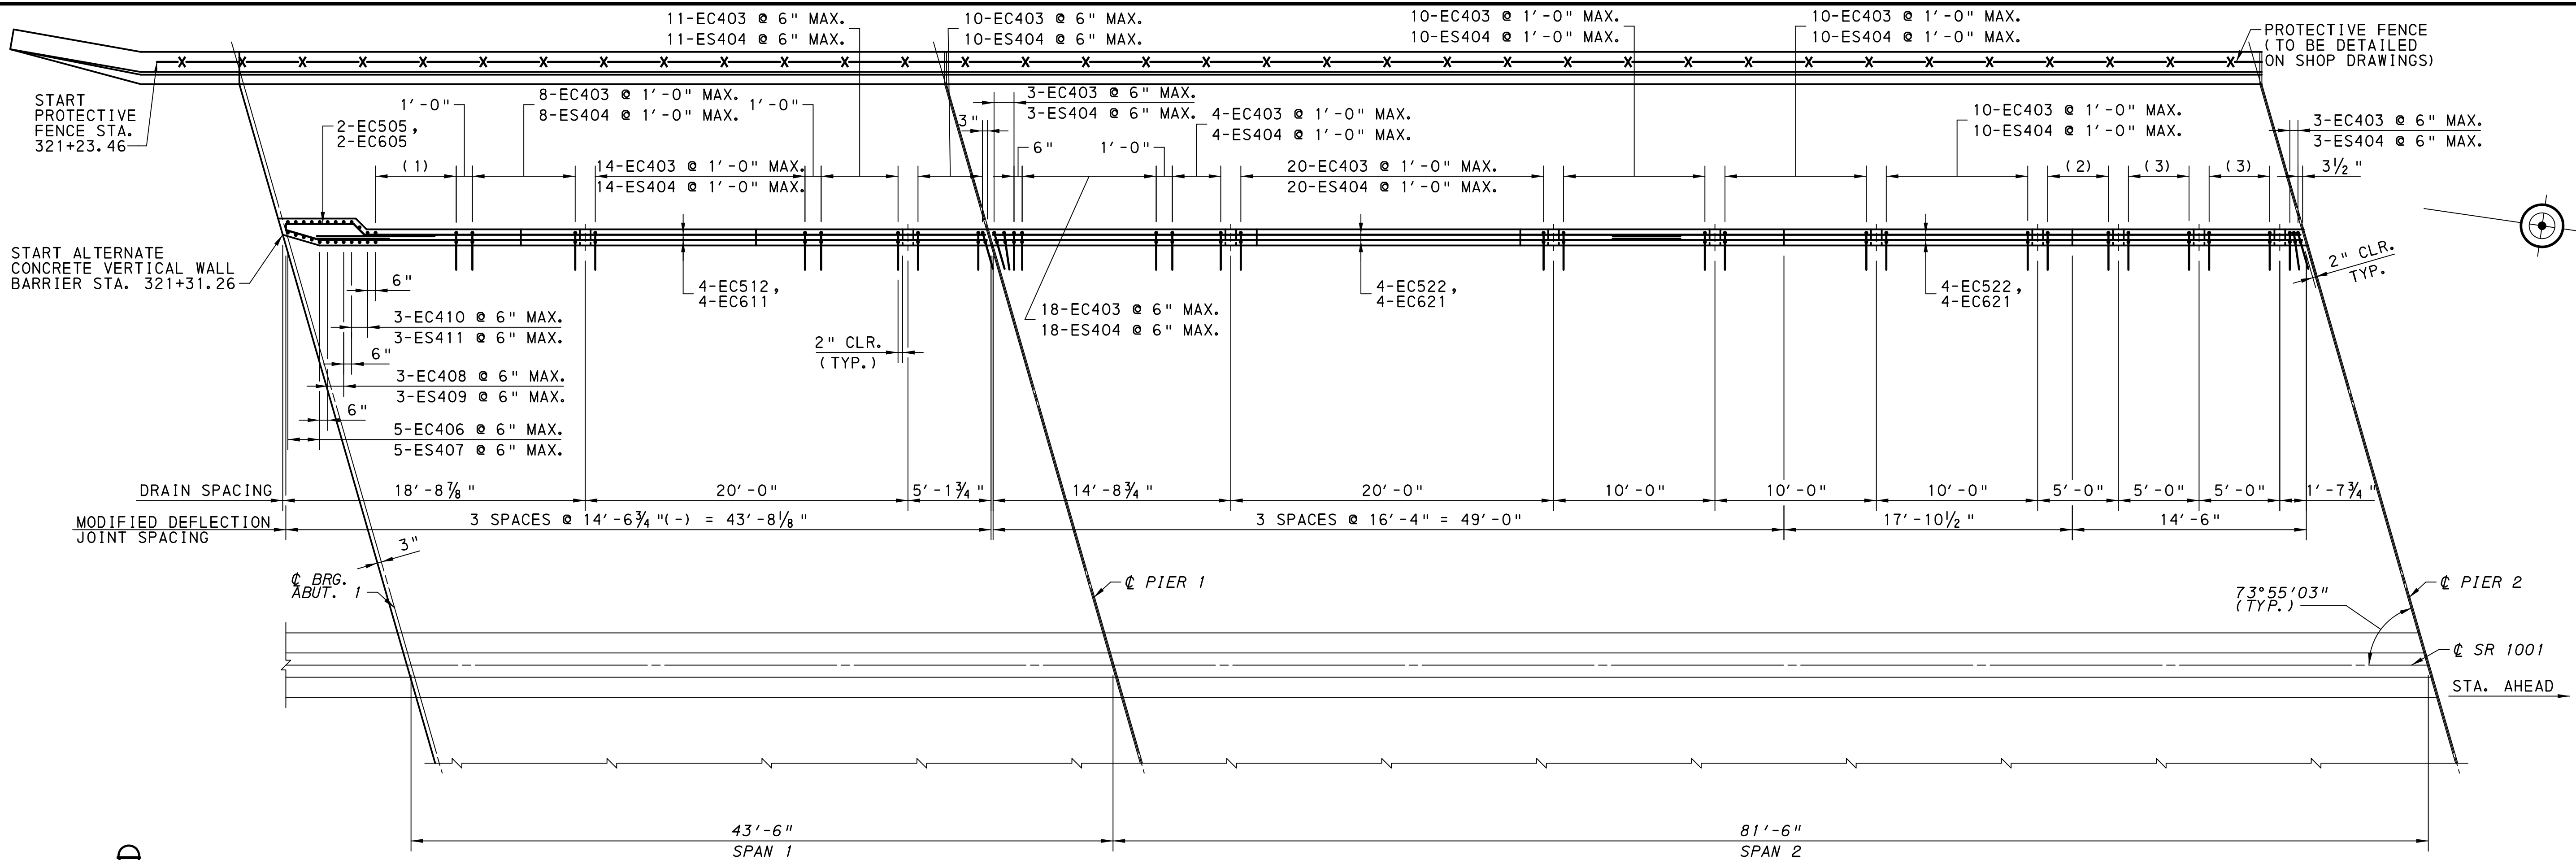 11-EC403 @ 6" MAX.
11-ES404 @ 6" MAX.
10-EC403 @ 6" MAX.
10-ES404 @ 6" MAX.
10-EC403 @ 1'-0" MAX.
10-ES404 @ 1'-0" MAX.
10-EC403 @ 1'-0" MAX.
10-ES404 @ 1'-0" MAX.
PROTECTIVE FENCE
(TO BE DETAILED
ON SHOP DRAWINGS)
START
PROTECTIVE
FENCE STA.
321+23.46
2-EC505,
2-EC605
1'-0"
8-EC403 @ 1'-0" MAX.
8-ES404 @ 1'-0" MAX.
1'-0"
3"
3-EC403 @ 6" MAX.
3-ES404 @ 6" MAX.
6"
1'-0"
4-EC403 @ 1'-0" MAX.
4-ES404 @ 1'-0" MAX.
10-EC403 @ 1'-0" MAX.
10-ES404 @ 1'-0" MAX.
3-EC403 @ 6" MAX.
3-ES404 @ 6" MAX.
(1)
14-EC403 @ 1'-0" MAX.
14-ES404 @ 1'-0" MAX.
20-EC403 @ 1'-0" MAX.
20-ES404 @ 1'-0" MAX.
(2)
(3)
(3)
3½"
START ALTERNATE
CONCRETE VERTICAL WALL
BARRIER STA. 321+31.26
6"
4-EC512,
4-EC611
4-EC522,
4-EC621
4-EC522,
4-EC621
2" CLR.
TYP.
3-EC410 @ 6" MAX.
3-ES411 @ 6" MAX.
18-EC403 @ 6" MAX.
18-ES404 @ 6" MAX.
2" CLR.
(TYP.)
6"
3-EC408 @ 6" MAX.
3-ES409 @ 6" MAX.
6"
5-EC406 @ 6" MAX.
5-ES407 @ 6" MAX.
DRAIN SPACING
18'-8⅞"
20'-0"
5'-1¾"
14'-8¾"
20'-0"
10'-0"
10'-0"
10'-0"
5'-0"
5'-0"
5'-0"
1'-7¾"
MODIFIED DEFLECTION
JOINT SPACING
3 SPACES @ 14'-6¾"(-) = 43'-8⅛"
3 SPACES @ 16'-4" = 49'-0"
17'-10½"
14'-6"
3"
℄ BRG.
ABUT. 1
℄ PIER 1
73°55'03"
(TYP.)
℄ PIER 2
℄ SR 1001
STA. AHEAD
43'-6"
SPAN 1
81'-6"
SPAN 2